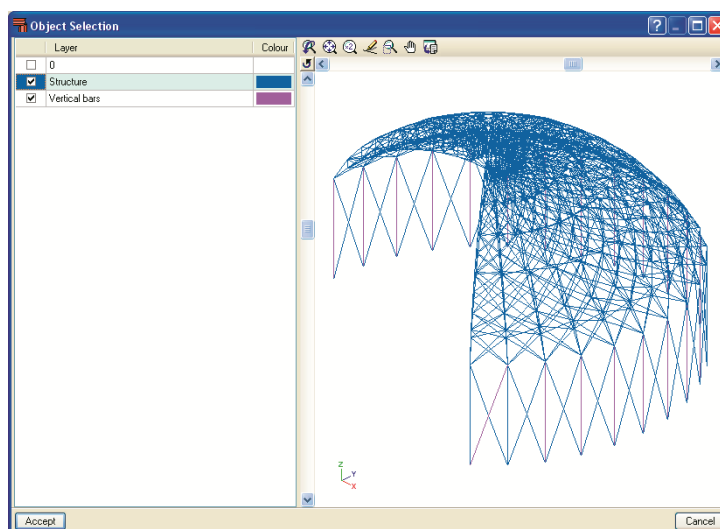 Object Selection
Layer Colour
0
Structure
Vertical bars
Z
Y
X
Accept Cancel